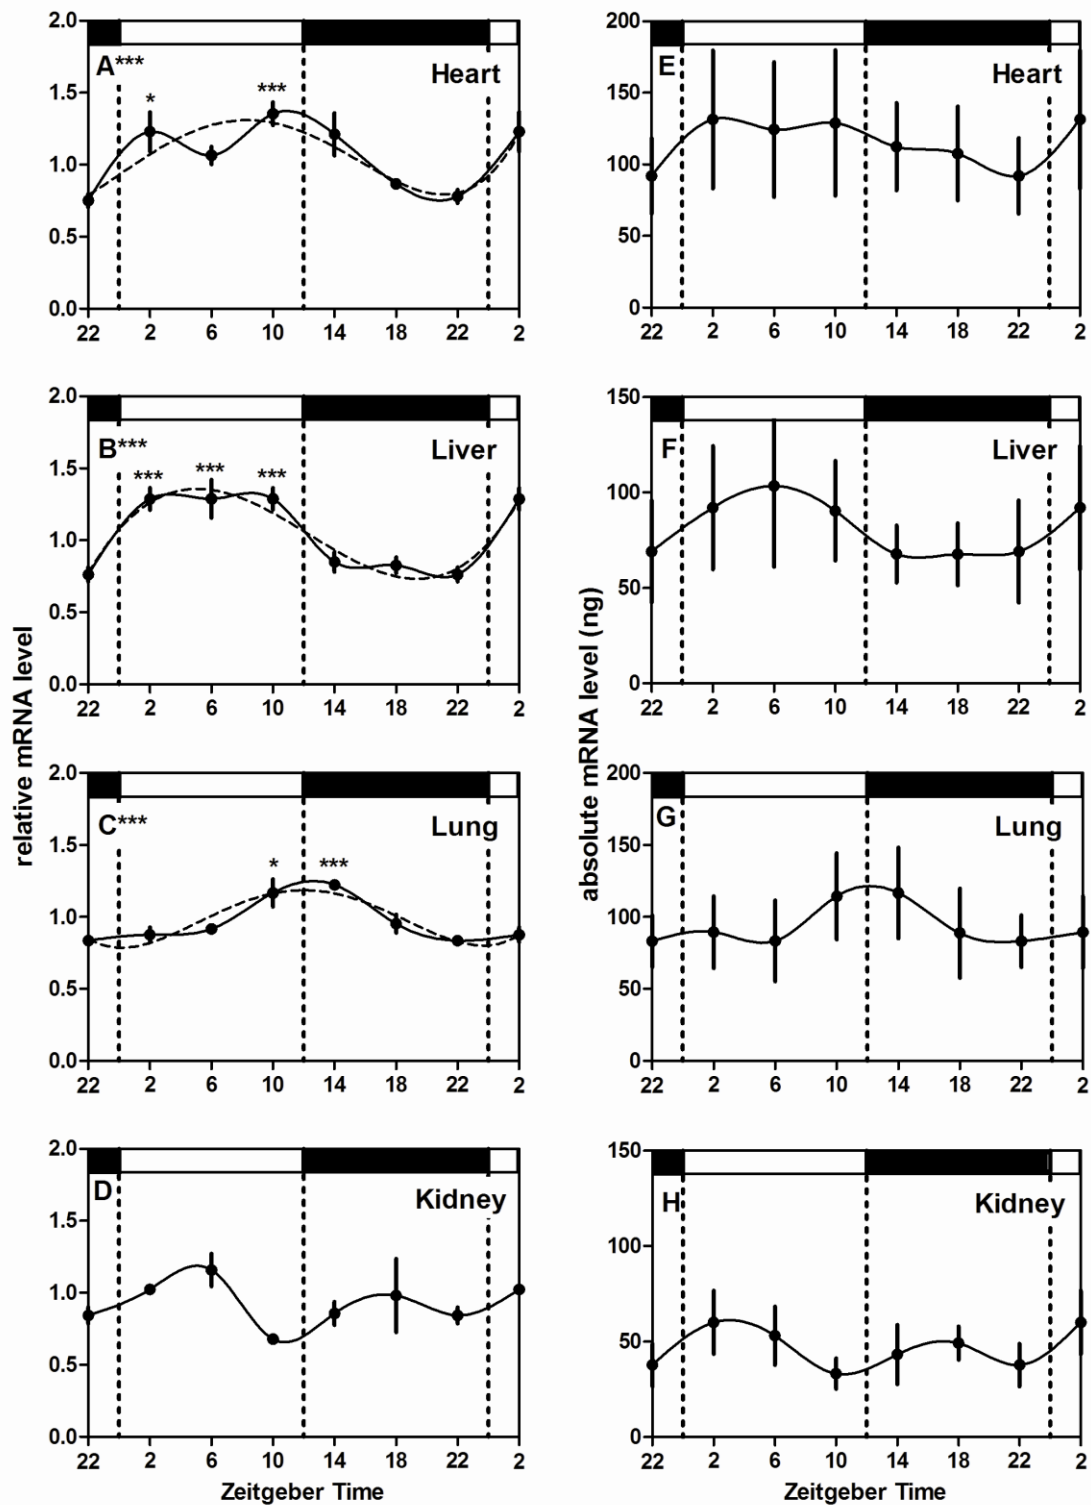 2.0
A***
Heart
*
***
1.5
1.0
0.5
0.0
22 2 6 10 14 18 22 2
200
E
Heart
150
100
50
0
22 2 6 10 14 18 22 2
2.0
B***
Liver
*** *** ***
1.5
1.0
0.5
0.0
22 2 6 10 14 18 22 2
150
F
Liver
100
50
0
22 2 6 10 14 18 22 2
relative mRNA level
absolute mRNA level (ng)
2.0
C***
Lung
* ***
1.5
1.0
0.5
0.0
22 2 6 10 14 18 22 2
200
G
Lung
150
100
50
0
22 2 6 10 14 18 22 2
2.0
D
Kidney
1.5
1.0
0.5
0.0
22 2 6 10 14 18 22 2
Zeitgeber Time
150
H
Kidney
100
50
0
22 2 6 10 14 18 22 2
Zeitgeber Time